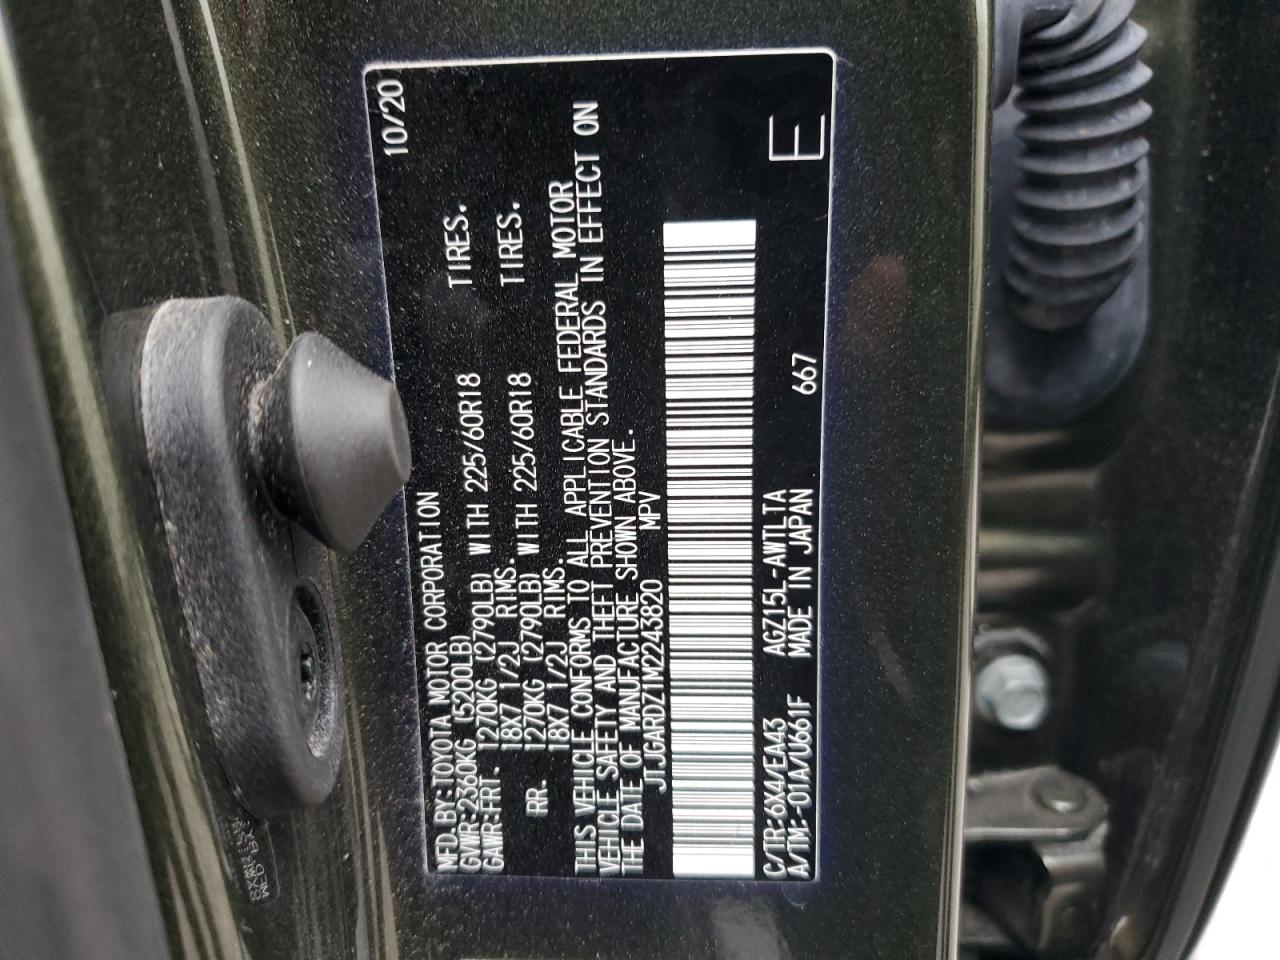 MFD.BY:TOYOTA MOTOR CORPORATION 10/20
GVWR:2360KG (5200LB)
GAWR:FRT. 1270KG (2790LB) WITH 225/60R18 TIRES.
18X7 1/2J RIMS.
RR. 1270KG (2790LB) WITH 225/60R18 TIRES.
18X7 1/2J RIMS.
THIS VEHICLE CONFORMS TO ALL APPLICABLE FEDERAL MOTOR
VEHICLE SAFETY AND THEFT PREVENTION STANDARDS IN EFFECT ON
THE DATE OF MANUFACTURE SHOWN ABOVE.
JTJGARDZ1M2243820 MPV
C/TR:6X4/EA43 AGZ15L-AWTLTA
A/TM:-01A/U661F MADE IN JAPAN 667 E